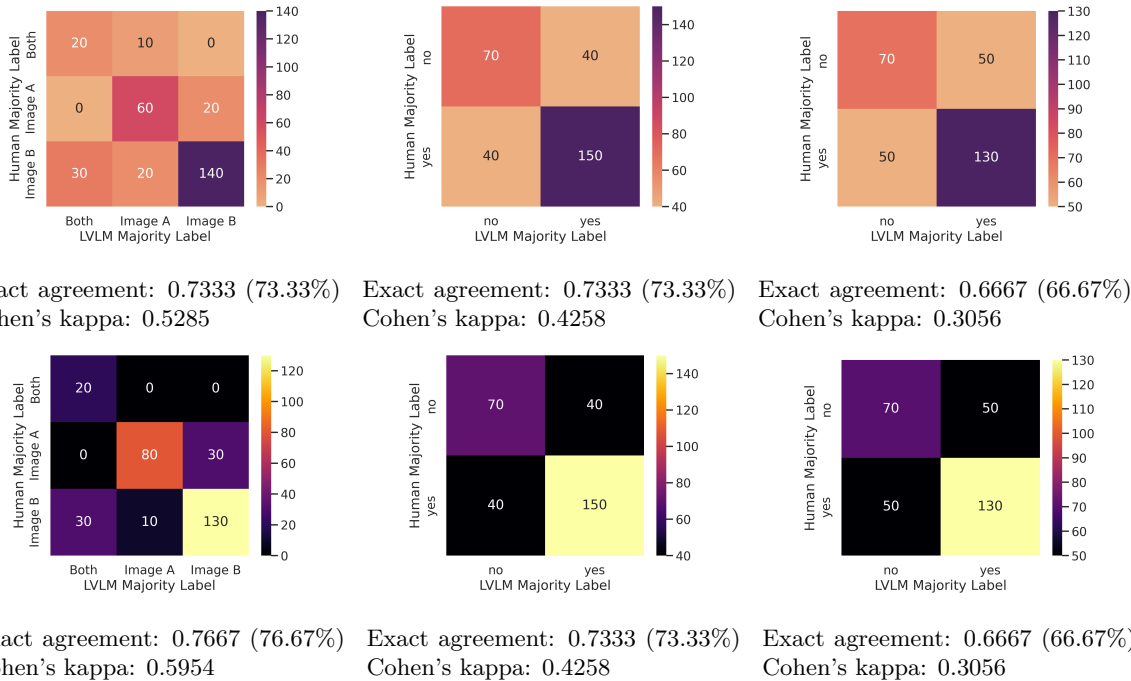 Human Majority Label
Both
Image A
Image B
20 10 0
0 60 20
30 20 140
140
120
100
80
60
40
20
0
Both Image A Image B
LVLM Majority Label
Human Majority Label
no
yes
70 40
40 150
140
120
100
80
60
40
no yes
LVLM Majority Label
Human Majority Label
no
yes
70 50
50 130
130
120
110
100
90
80
70
60
50
no yes
LVLM Majority Label
act agreement: 0.7333 (73.33%)
hen's kappa: 0.5285
Exact agreement: 0.7333 (73.33%)
Cohen's kappa: 0.4258
Exact agreement: 0.6667 (66.67%)
Cohen's kappa: 0.3056
Human Majority Label
Both
Image A
Image B
20 0 0
0 80 30
30 10 130
120
100
80
60
40
20
0
Both Image A Image B
LVLM Majority Label
Human Majority Label
no
yes
70 40
40 150
140
120
100
80
60
40
no yes
LVLM Majority Label
Human Majority Label
no
yes
70 50
50 130
130
120
110
100
90
80
70
60
50
no yes
LVLM Majority Label
act agreement: 0.7667 (76.67%)
hen's kappa: 0.5954
Exact agreement: 0.7333 (73.33%)
Cohen's kappa: 0.4258
Exact agreement: 0.6667 (66.67%)
Cohen's kappa: 0.3056